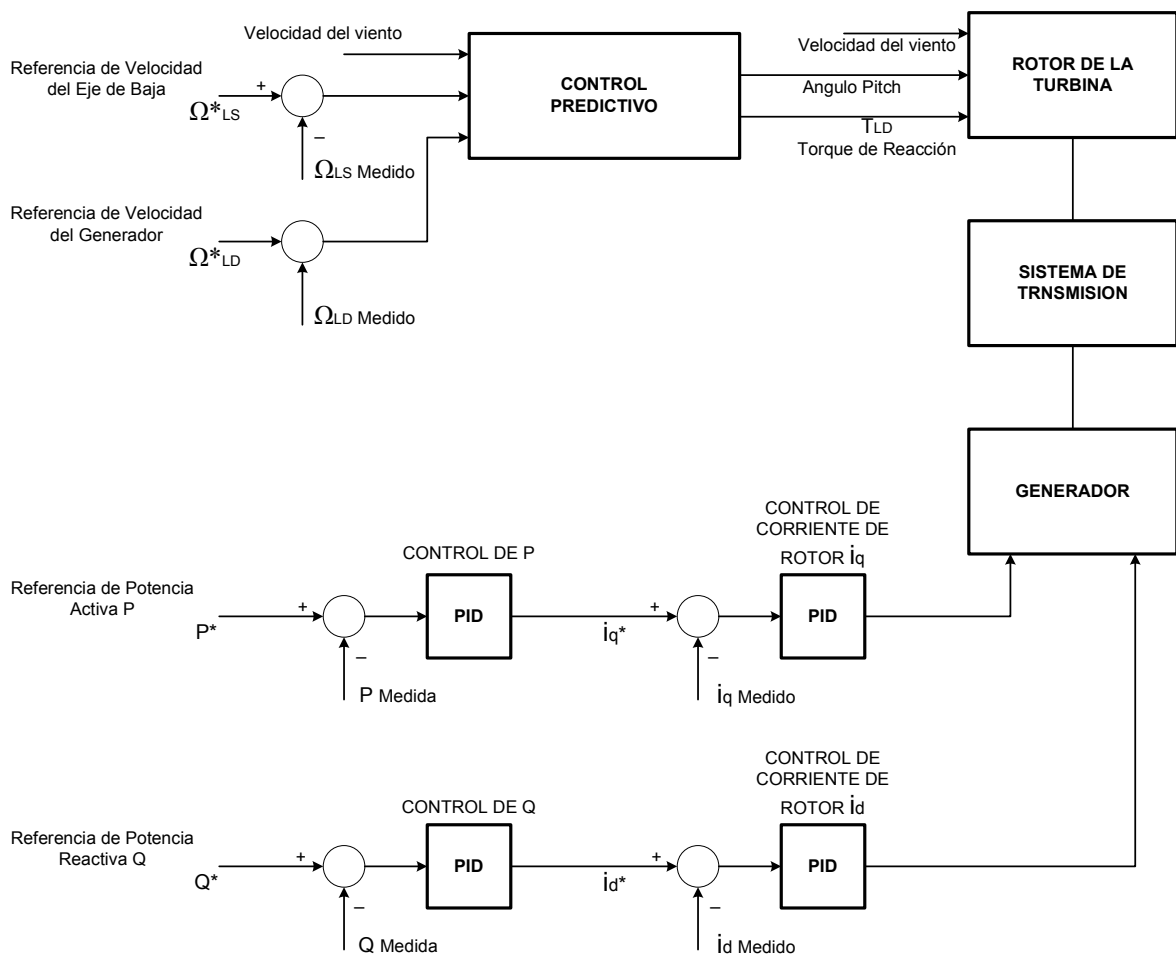 Velocidad del viento
Referencia de Velocidad
del Eje de Baja
Ω*LS
+
−
ΩLS Medido
CONTROL
PREDICTIVO
Velocidad del viento
Angulo Pitch
TLD
Torque de Reacción
ROTOR DE LA
TURBINA
Referencia de Velocidad
del Generador
Ω*LD
ΩLD Medido
SISTEMA DE
TRNSMISION
GENERADOR
Referencia de Potencia
Activa P
P*
+
−
P Medida
CONTROL DE P
PID
iq*
+
−
iq Medido
CONTROL DE
CORRIENTE DE
ROTOR iq
PID
Referencia de Potencia
Reactiva Q
Q*
+
−
Q Medida
CONTROL DE Q
PID
id*
+
−
id Medido
CONTROL DE
CORRIENTE DE
ROTOR id
PID